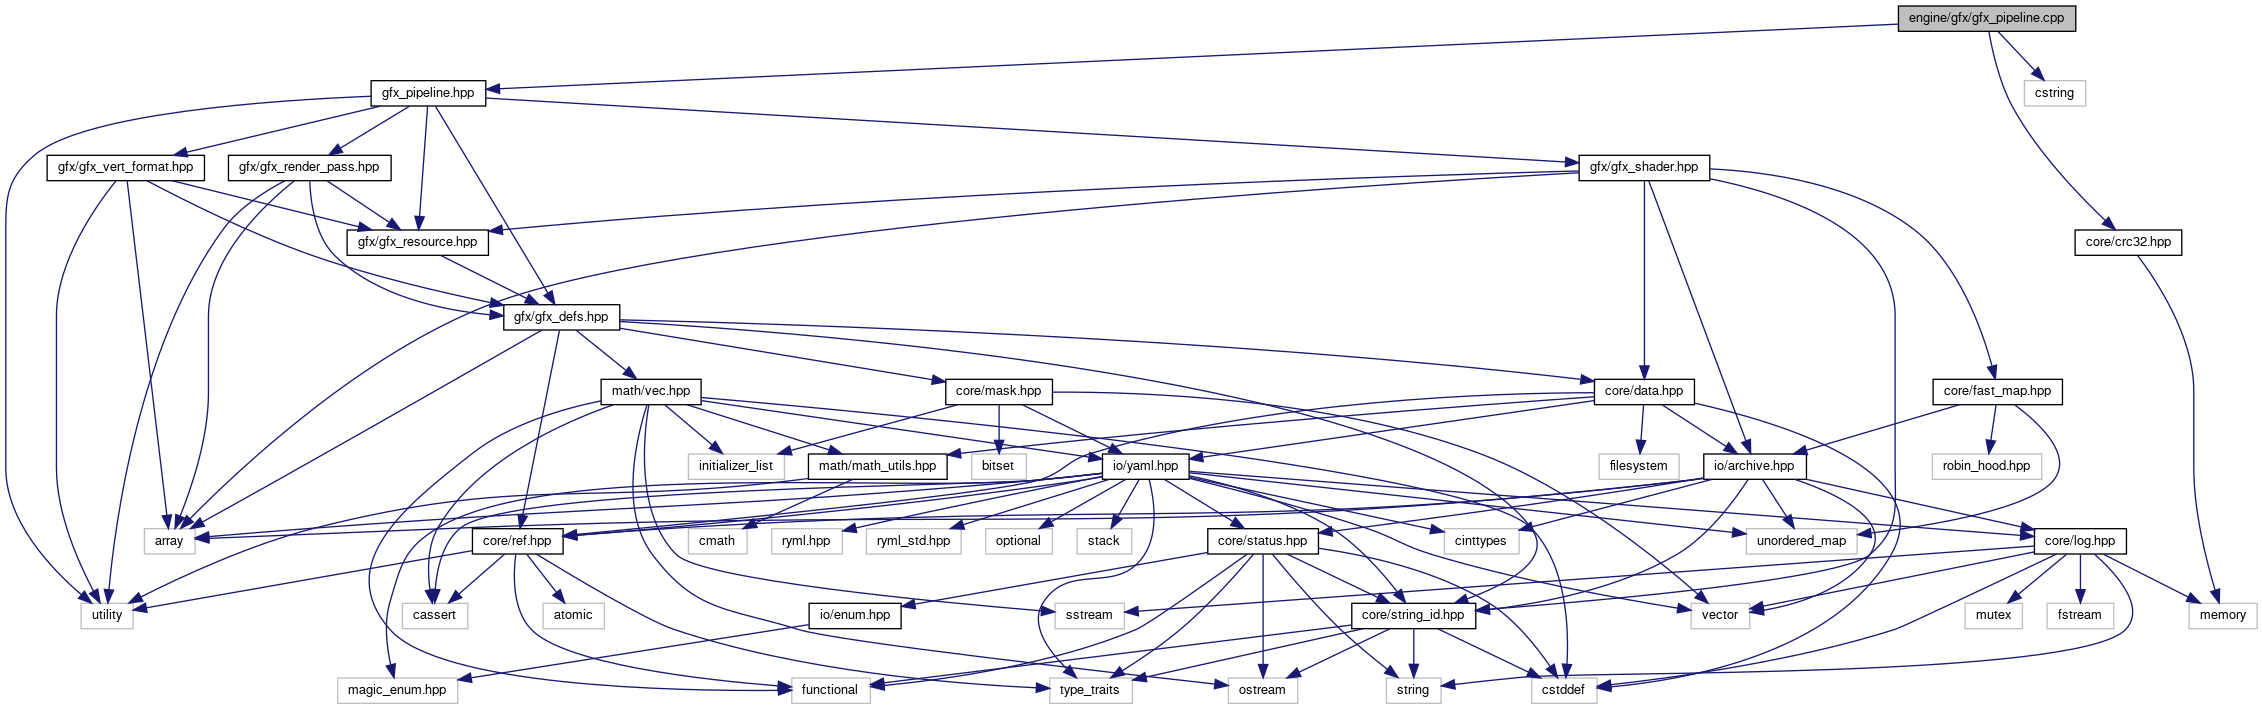 engine/gfx/gfx_pipeline.cpp
gfx_pipeline.hpp
cstring
gfx/gfx_vert_format.hpp
gfx/gfx_render_pass.hpp
gfx/gfx_shader.hpp
gfx/gfx_resource.hpp
core/crc32.hpp
gfx/gfx_defs.hpp
math/vec.hpp
core/mask.hpp
core/data.hpp
core/fast_map.hpp
initializer_list
math/math_utils.hpp
bitset
io/yaml.hpp
filesystem
io/archive.hpp
robin_hood.hpp
array
core/ref.hpp
cmath
ryml.hpp
ryml_std.hpp
optional
stack
core/status.hpp
cinttypes
unordered_map
core/log.hpp
utility
cassert
atomic
io/enum.hpp
sstream
core/string_id.hpp
vector
mutex
fstream
memory
magic_enum.hpp
functional
type_traits
ostream
string
cstddef